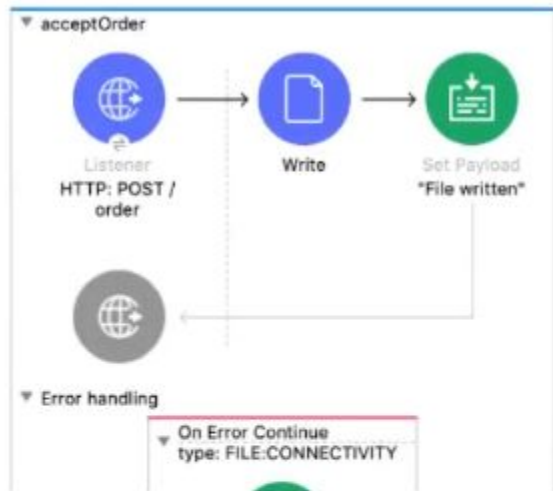 acceptOrder
Listener
HTTP: POST /
order
Write
Set Payload
"File written"
Error handling
On Error Continue
type: FILE:CONNECTIVITY